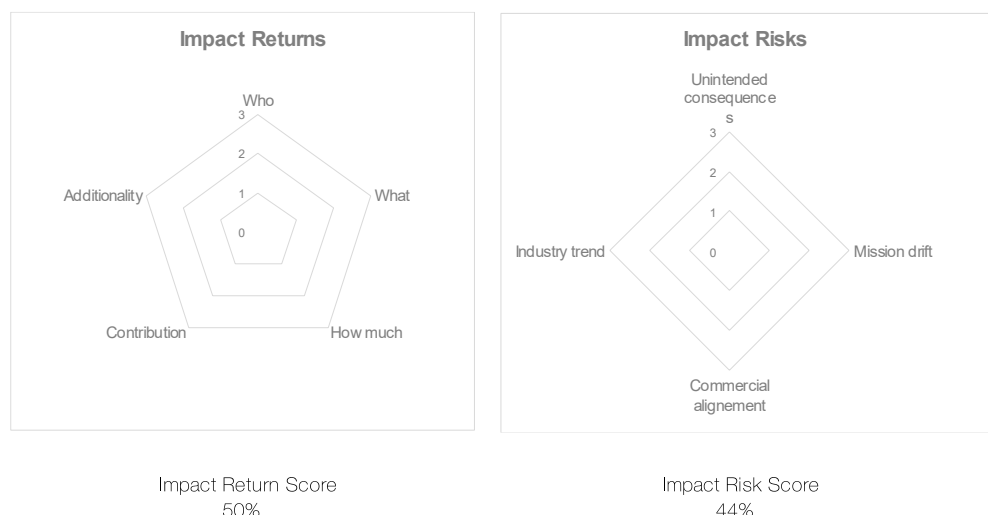 Impact Returns
Who
3
2
1
0
Additionality
What
Contribution
How much
Impact Risks
Unintended
consequence
s
3
2
1
0
Industry trend
Mission drift
Commercial
alignement
Impact Return Score
50%
Impact Risk Score
44%